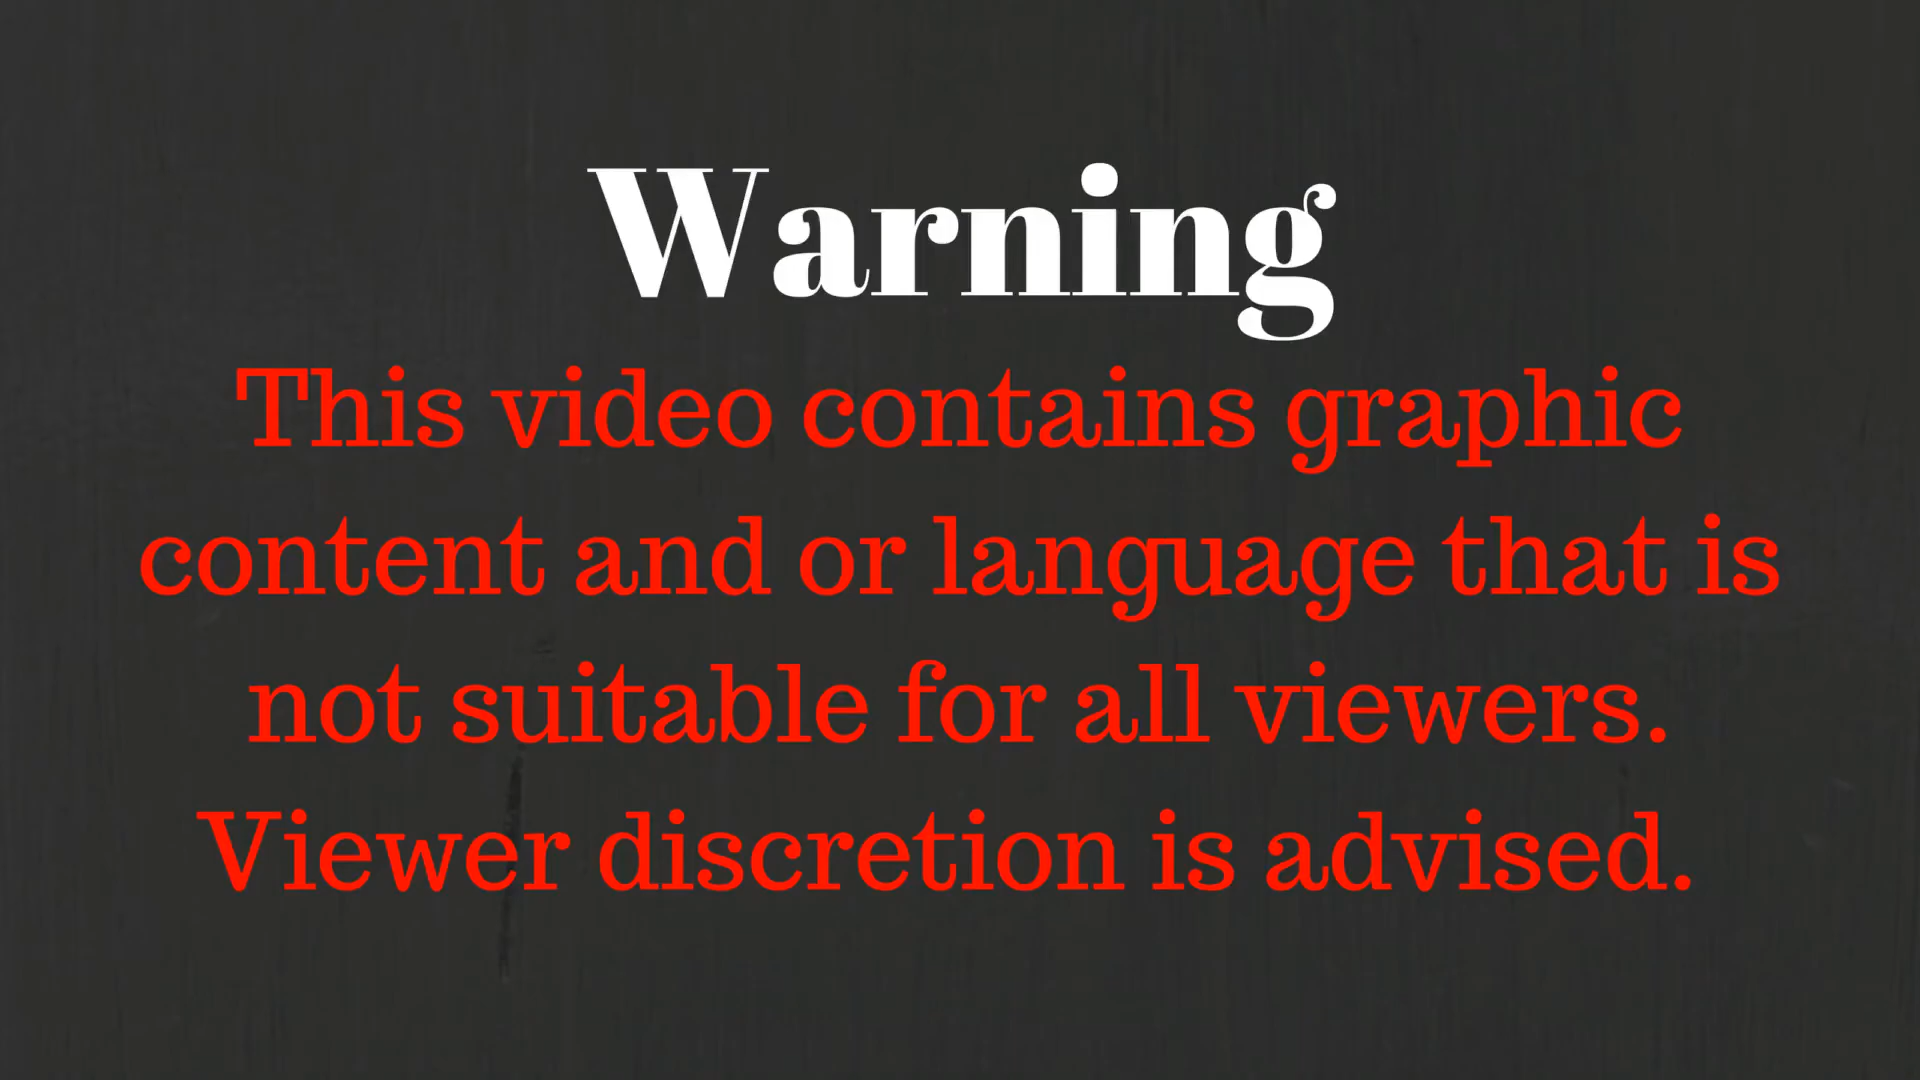 Warning
This video contains graphic
content and or language that is
not suitable for all viewers.
Viewer discretion is advised.